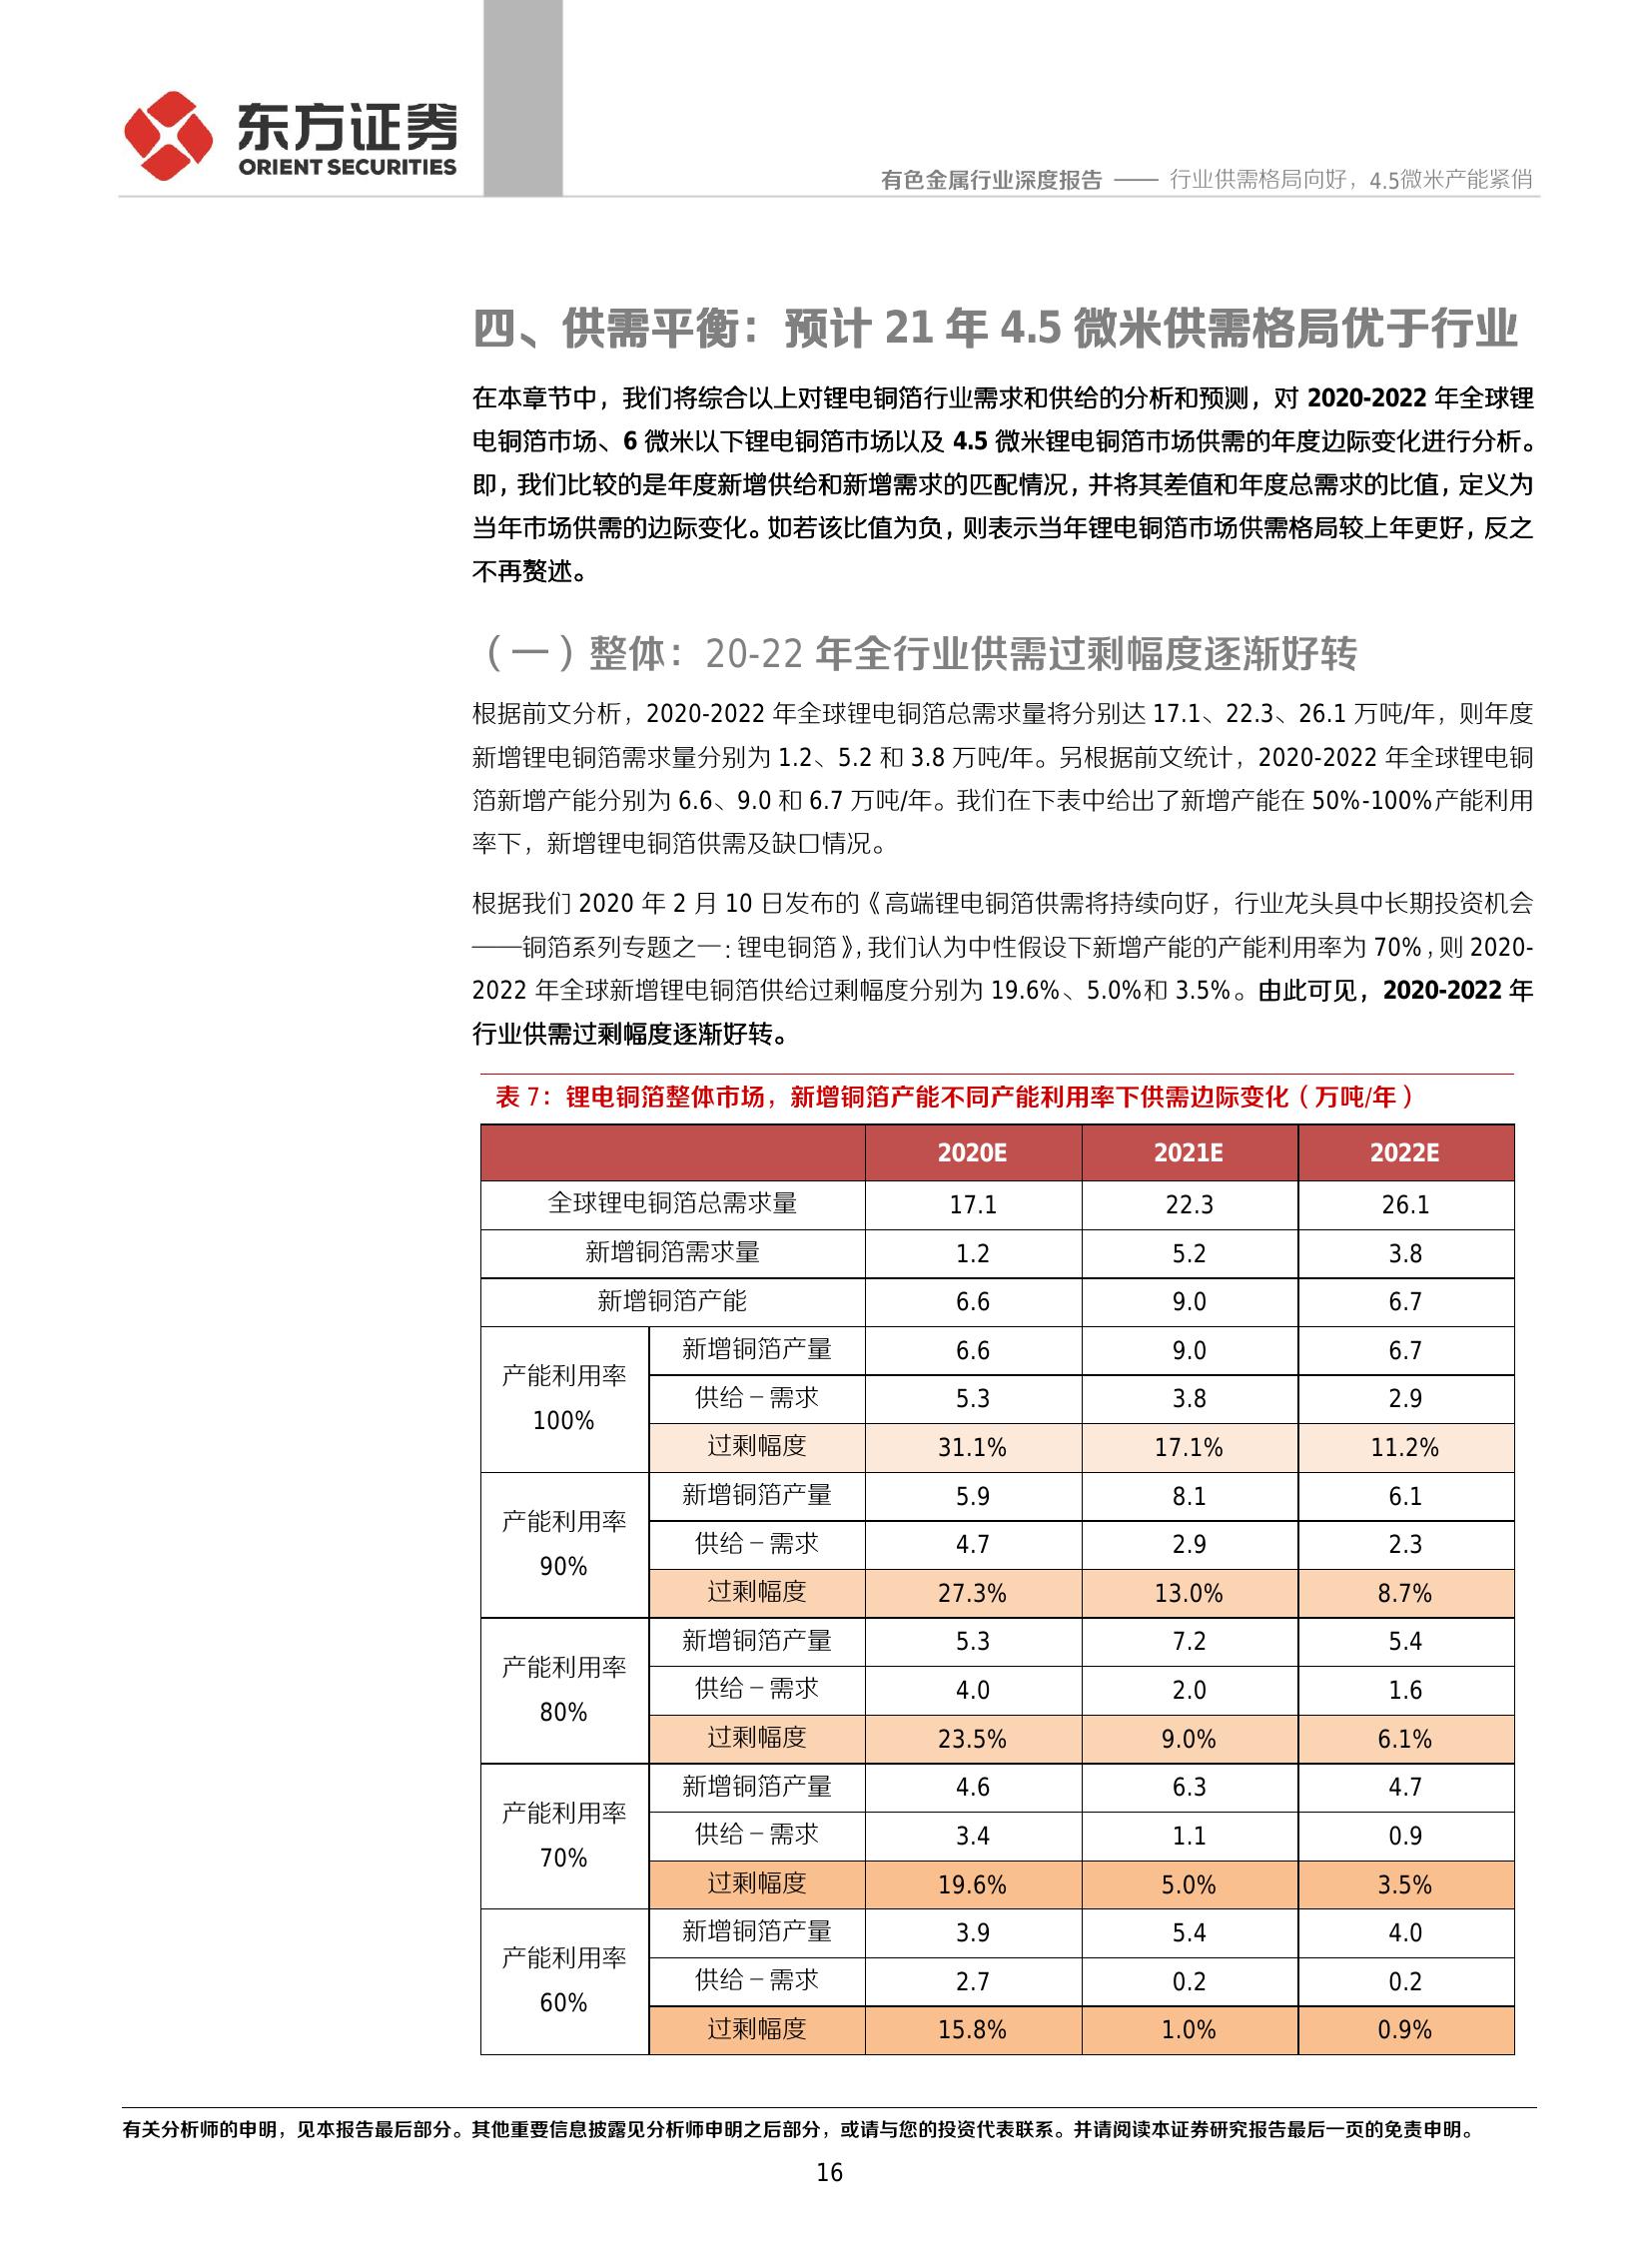 东方证券
ORIENT SECURITIES
有色金属行业深度报告 —— 行业供需格局向好，4.5微米产能紧俏
四、供需平衡：预计 21 年 4.5 微米供需格局优于行业
在本章节中，我们将综合以上对锂电铜箔行业需求和供给的分析和预测，对 2020-2022 年全球锂
电铜箔市场、6 微米以下锂电铜箔市场以及 4.5 微米锂电铜箔市场供需的年度边际变化进行分析。
即，我们比较的是年度新增供给和新增需求的匹配情况，并将其差值和年度总需求的比值，定义为
当年市场供需的边际变化。如若该比值为负，则表示当年锂电铜箔市场供需格局较上年更好，反之
不再赘述。
（一）整体：20-22 年全行业供需过剩幅度逐渐好转
根据前文分析，2020-2022 年全球锂电铜箔总需求量将分别达 17.1、22.3、26.1 万吨/年，则年度
新增锂电铜箔需求量分别为 1.2、5.2 和 3.8 万吨/年。另根据前文统计，2020-2022 年全球锂电铜
箔新增产能分别为 6.6、9.0 和 6.7 万吨/年。我们在下表中给出了新增产能在 50%-100%产能利用
率下，新增锂电铜箔供需及缺口情况。
根据我们 2020 年 2 月 10 日发布的《高端锂电铜箔供需将持续向好，行业龙头具中长期投资机会
——铜箔系列专题之一：锂电铜箔》，我们认为中性假设下新增产能的产能利用率为 70%，则 2020-
2022 年全球新增锂电铜箔供给过剩幅度分别为 19.6%、5.0%和 3.5%。由此可见，2020-2022 年
行业供需过剩幅度逐渐好转。
表 7：锂电铜箔整体市场，新增铜箔产能不同产能利用率下供需边际变化（万吨/年）
2020E 2021E 2022E
全球锂电铜箔总需求量 17.1 22.3 26.1
新增铜箔需求量 1.2 5.2 3.8
新增铜箔产能 6.6 9.0 6.7
产能利用率
100%
新增铜箔产量 6.6 9.0 6.7
供给－需求 5.3 3.8 2.9
过剩幅度 31.1% 17.1% 11.2%
产能利用率
90%
新增铜箔产量 5.9 8.1 6.1
供给－需求 4.7 2.9 2.3
过剩幅度 27.3% 13.0% 8.7%
产能利用率
80%
新增铜箔产量 5.3 7.2 5.4
供给－需求 4.0 2.0 1.6
过剩幅度 23.5% 9.0% 6.1%
产能利用率
70%
新增铜箔产量 4.6 6.3 4.7
供给－需求 3.4 1.1 0.9
过剩幅度 19.6% 5.0% 3.5%
产能利用率
60%
新增铜箔产量 3.9 5.4 4.0
供给－需求 2.7 0.2 0.2
过剩幅度 15.8% 1.0% 0.9%
有关分析师的申明，见本报告最后部分。其他重要信息披露见分析师申明之后部分，或请与您的投资代表联系。并请阅读本证券研究报告最后一页的免责申明。
16